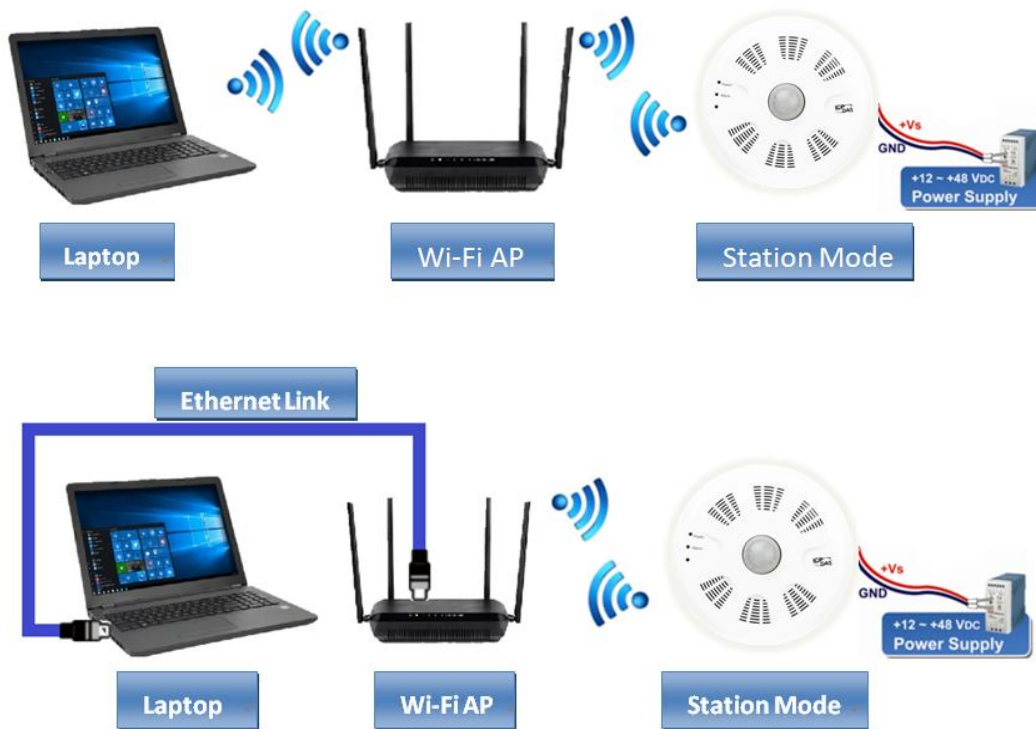 +Vs
GND
+12 ~ +48 VDC
Power Supply
Laptop
Wi-Fi AP
Station Mode
Ethernet Link
+Vs
GND
+12 ~ +48 VDC
Power Supply
Laptop
Wi-Fi AP
Station Mode